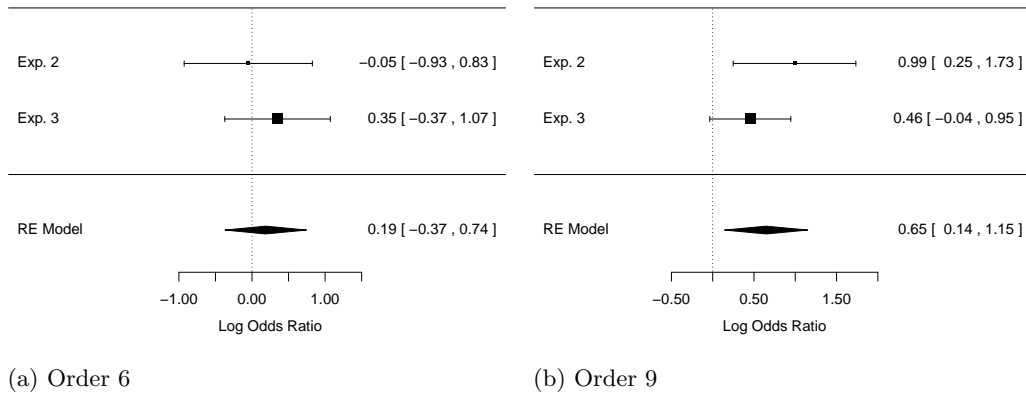 Exp. 2 −0.05 [ −0.93 , 0.83 ]
Exp. 3 0.35 [ −0.37 , 1.07 ]
RE Model 0.19 [ −0.37 , 0.74 ]
−1.00 0.00 1.00
Log Odds Ratio
(a) Order 6
Exp. 2 0.99 [ 0.25 , 1.73 ]
Exp. 3 0.46 [ −0.04 , 0.95 ]
RE Model 0.65 [ 0.14 , 1.15 ]
−0.50 0.50 1.50
Log Odds Ratio
(b) Order 9